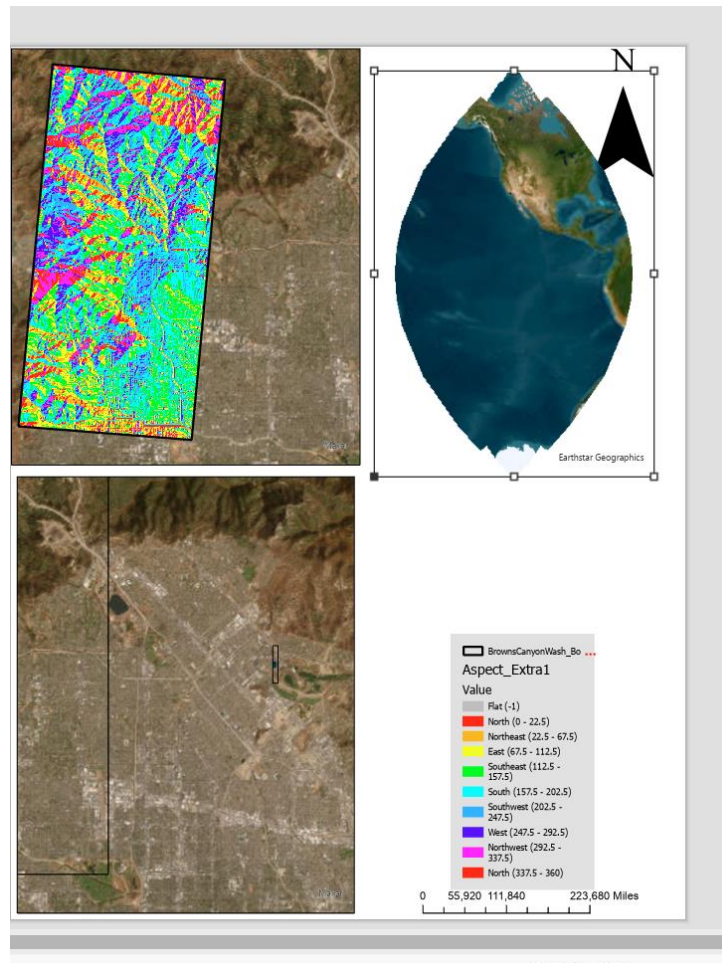 N
Earthstar Geographics
BrownsCanyonWash_Bo ...
Aspect_Extra1
Value
Flat (-1)
North (0 - 22.5)
Northeast (22.5 - 67.5)
East (67.5 - 112.5)
Southeast (112.5 -
157.5)
South (157.5 - 202.5)
Southwest (202.5 -
247.5)
West (247.5 - 292.5)
Northwest (292.5 -
337.5)
North (337.5 - 360)
0 55,920 111,840 223,680 Miles